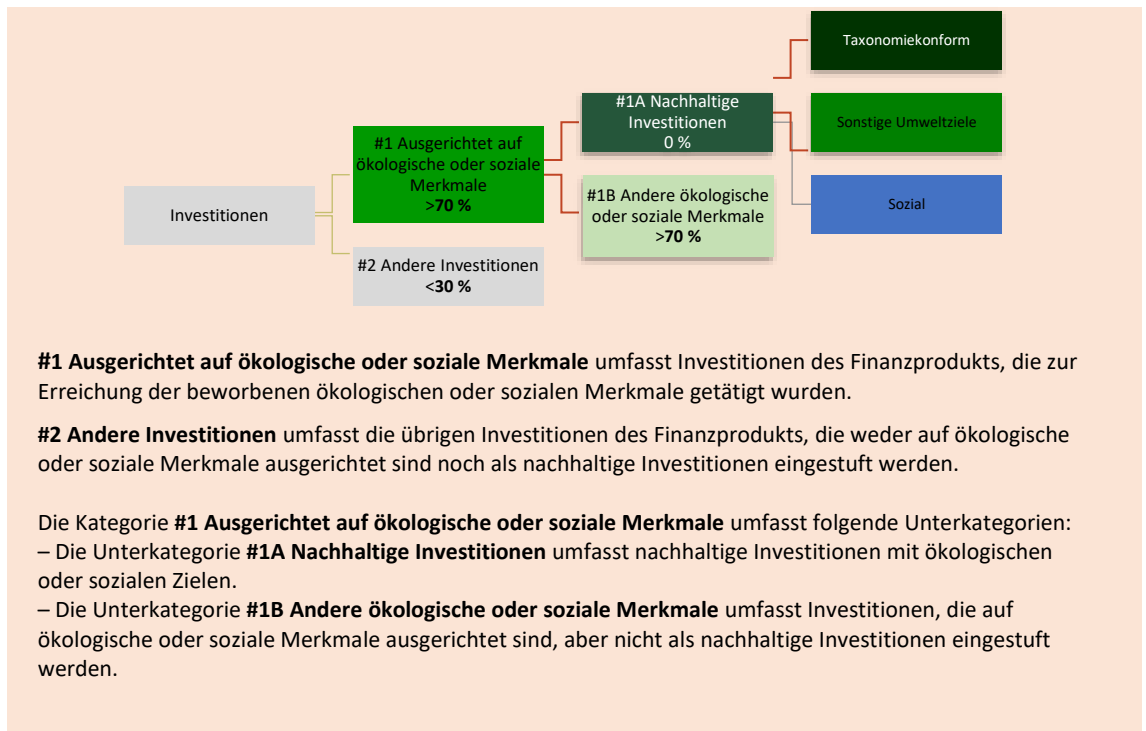 Taxonomiekonform
#1A Nachhaltige
Investitionen
0 %
Sonstige Umweltziele
#1 Ausgerichtet auf
ökologische oder soziale
Merkmale
>70 %
#1B Andere ökologische
oder soziale Merkmale
>70 %
Sozial
Investitionen
#2 Andere Investitionen
<30 %
#1 Ausgerichtet auf ökologische oder soziale Merkmale umfasst Investitionen des Finanzprodukts, die zur
Erreichung der beworbenen ökologischen oder sozialen Merkmale getätigt wurden.
#2 Andere Investitionen umfasst die übrigen Investitionen des Finanzprodukts, die weder auf ökologische
oder soziale Merkmale ausgerichtet sind noch als nachhaltige Investitionen eingestuft werden.
Die Kategorie #1 Ausgerichtet auf ökologische oder soziale Merkmale umfasst folgende Unterkategorien:
– Die Unterkategorie #1A Nachhaltige Investitionen umfasst nachhaltige Investitionen mit ökologischen
oder sozialen Zielen.
– Die Unterkategorie #1B Andere ökologische oder soziale Merkmale umfasst Investitionen, die auf
ökologische oder soziale Merkmale ausgerichtet sind, aber nicht als nachhaltige Investitionen eingestuft
werden.